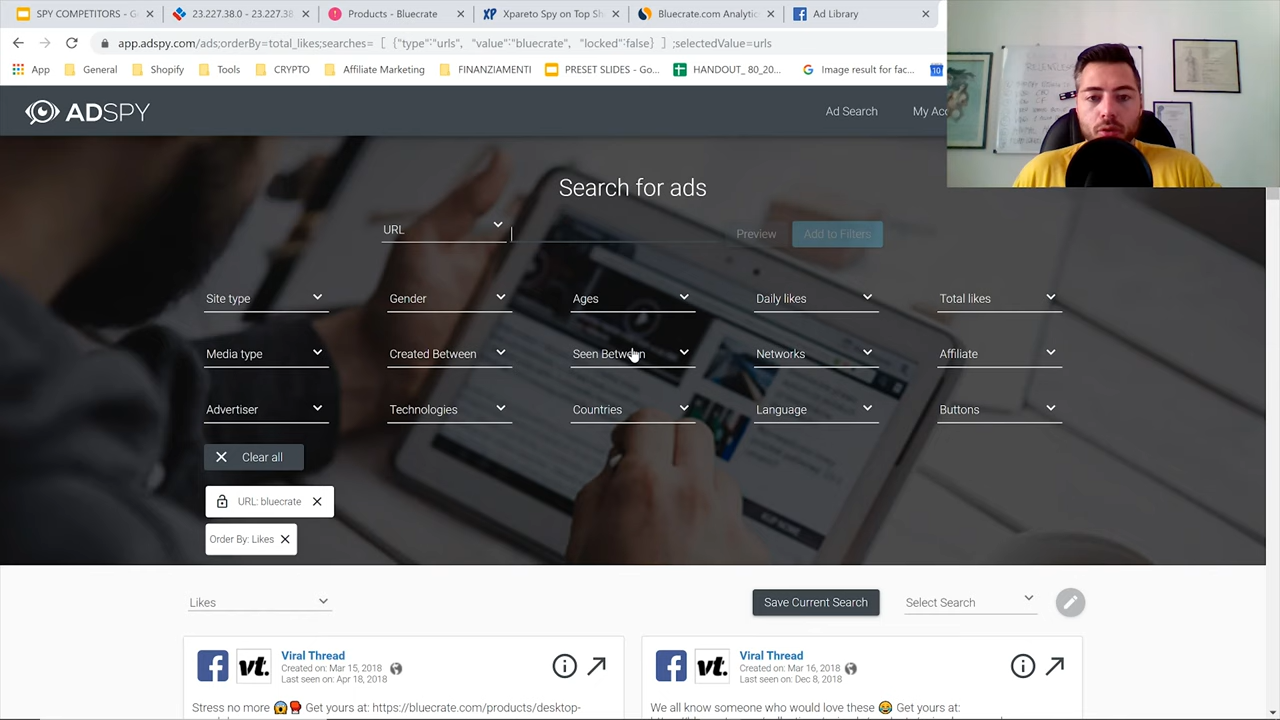 SPY COMPETITORS - G
23.227.38.0 - 23.227.38
Products - Bluecrate
Xpareto Spy on Top Sh
Bluecrate.com Analytic
Ad Library
app.adspy.com/ads;orderBy=total_likes;searches= [ {"type":"urls", "value":"bluecrate", "locked":false} ] ;selectedValue=urls
App
General
Shopify
Tools
CRYPTO
Affiliate Marketing
FINANZIAMENTI
PRESET SLIDES - Go...
HANDOUT_ 80_20...
Image result for fac...
10
ADSPY
Ad Search
My Acc
Search for ads
URL
Preview
Add to Filters
Site type
Gender
Ages
Daily likes
Total likes
Media type
Created Between
Seen Between
Networks
Affiliate
Advertiser
Technologies
Countries
Language
Buttons
Clear all
URL: bluecrate
Order By: Likes
Likes
Save Current Search
Select Search
vt.
Viral Thread
Created on: Mar 15, 2018
Last seen on: Apr 18, 2018
Stress no more 😱🥊 Get yours at: https://bluecrate.com/products/desktop-
vt.
Viral Thread
Created on: Mar 16, 2018
Last seen on: Dec 8, 2018
We all know someone who would love these 😂 Get yours at: